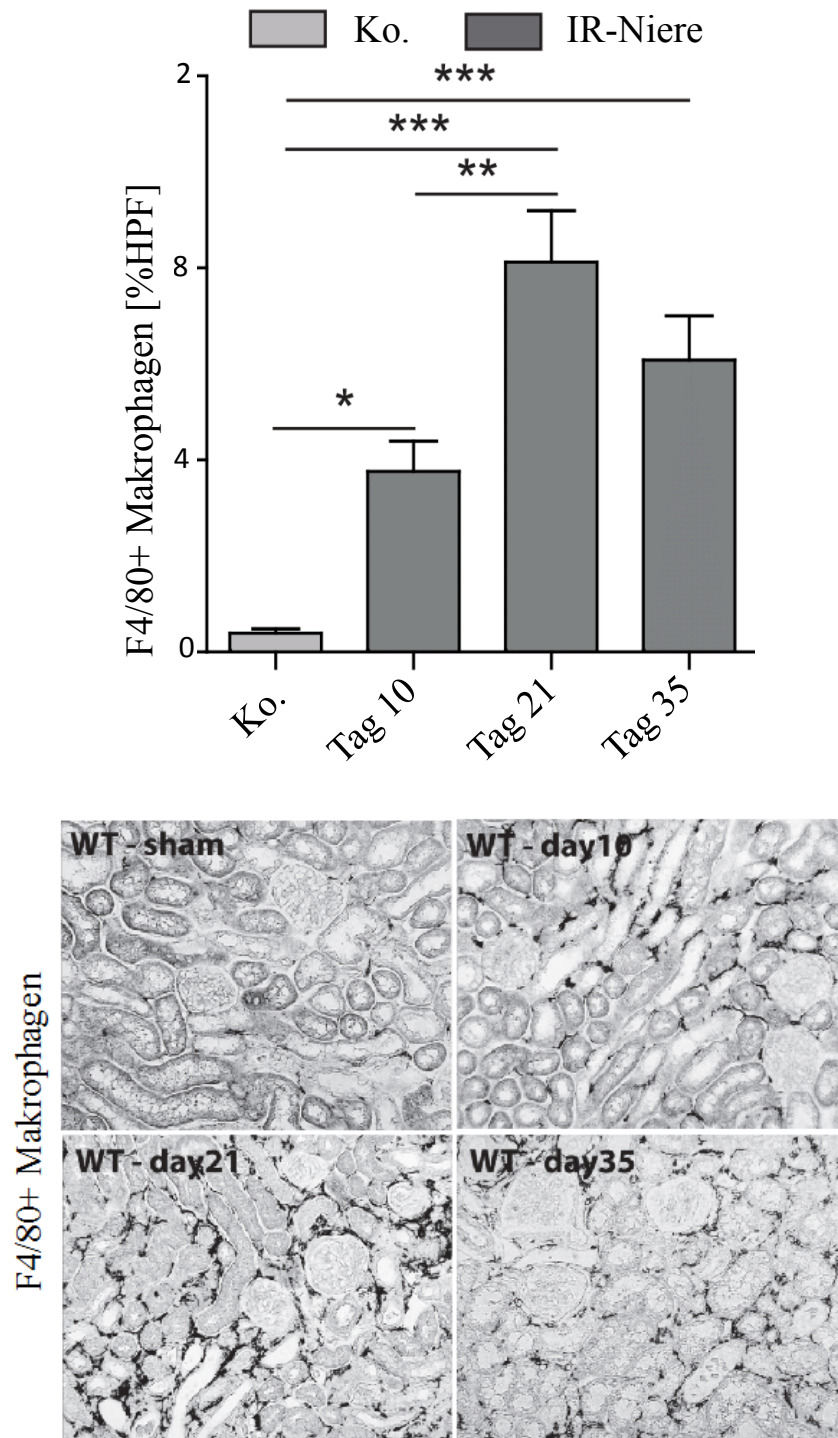 Ko. IR-Niere
***
***
**
*
2
8
4
0
F4/80+ Makrophagen [%HPF]
Ko. Tag 10 Tag 21 Tag 35
WT - sham WT - day10
WT - day21 WT - day35
F4/80+ Makrophagen